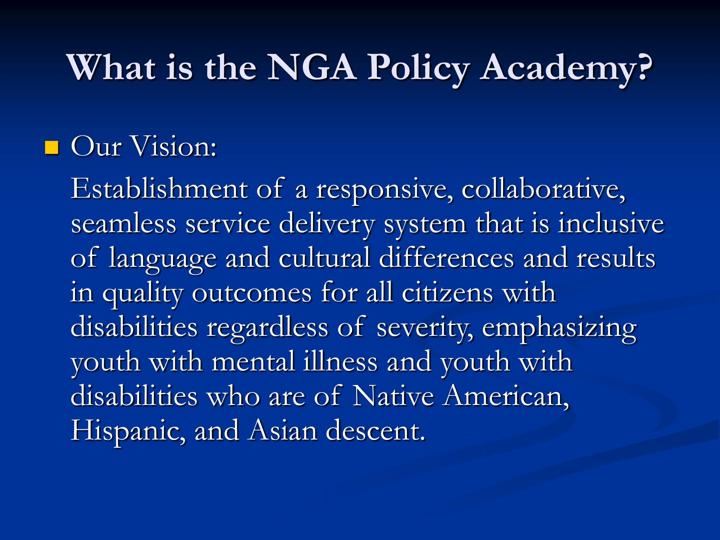 What is the NGA Policy Academy?
Our Vision:
Establishment of a responsive, collaborative,
seamless service delivery system that is inclusive
of language and cultural differences and results
in quality outcomes for all citizens with
disabilities regardless of severity, emphasizing
youth with mental illness and youth with
disabilities who are of Native American,
Hispanic, and Asian descent.